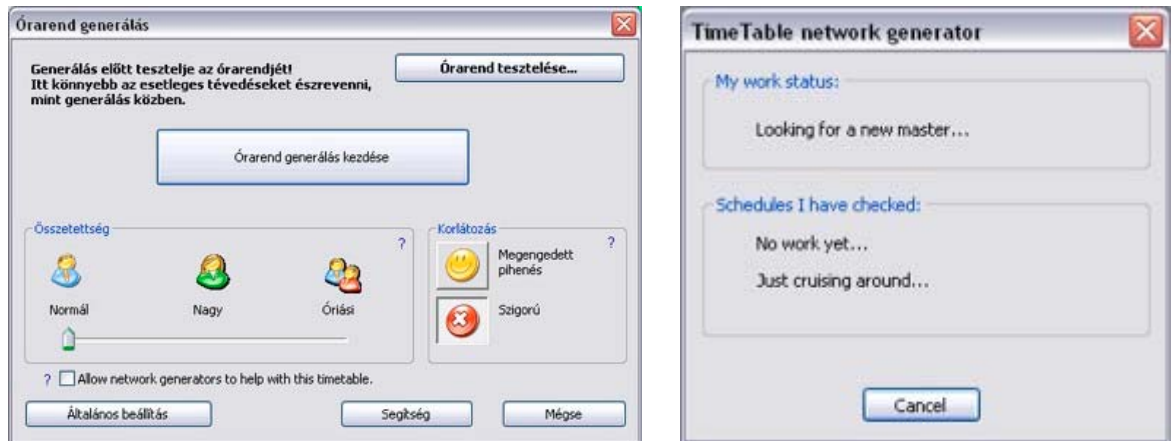 Órarend generálás
Generálás előtt tesztelje az órarendjét!
Itt könnyebb az esetleges tévedéseket észrevenni,
mint generálás közben.
Órarend tesztelése...
Órarend generálás kezdése
Összetettség
?
Normál
Nagy
Óriási
Korlátozás
?
Megengedett
pihenés
Szigorú
? Allow network generators to help with this timetable.
Általános beállítás
Segítség
Mégse
TimeTable network generator
My work status:
Looking for a new master...
Schedules I have checked:
No work yet...
Just cruising around...
Cancel